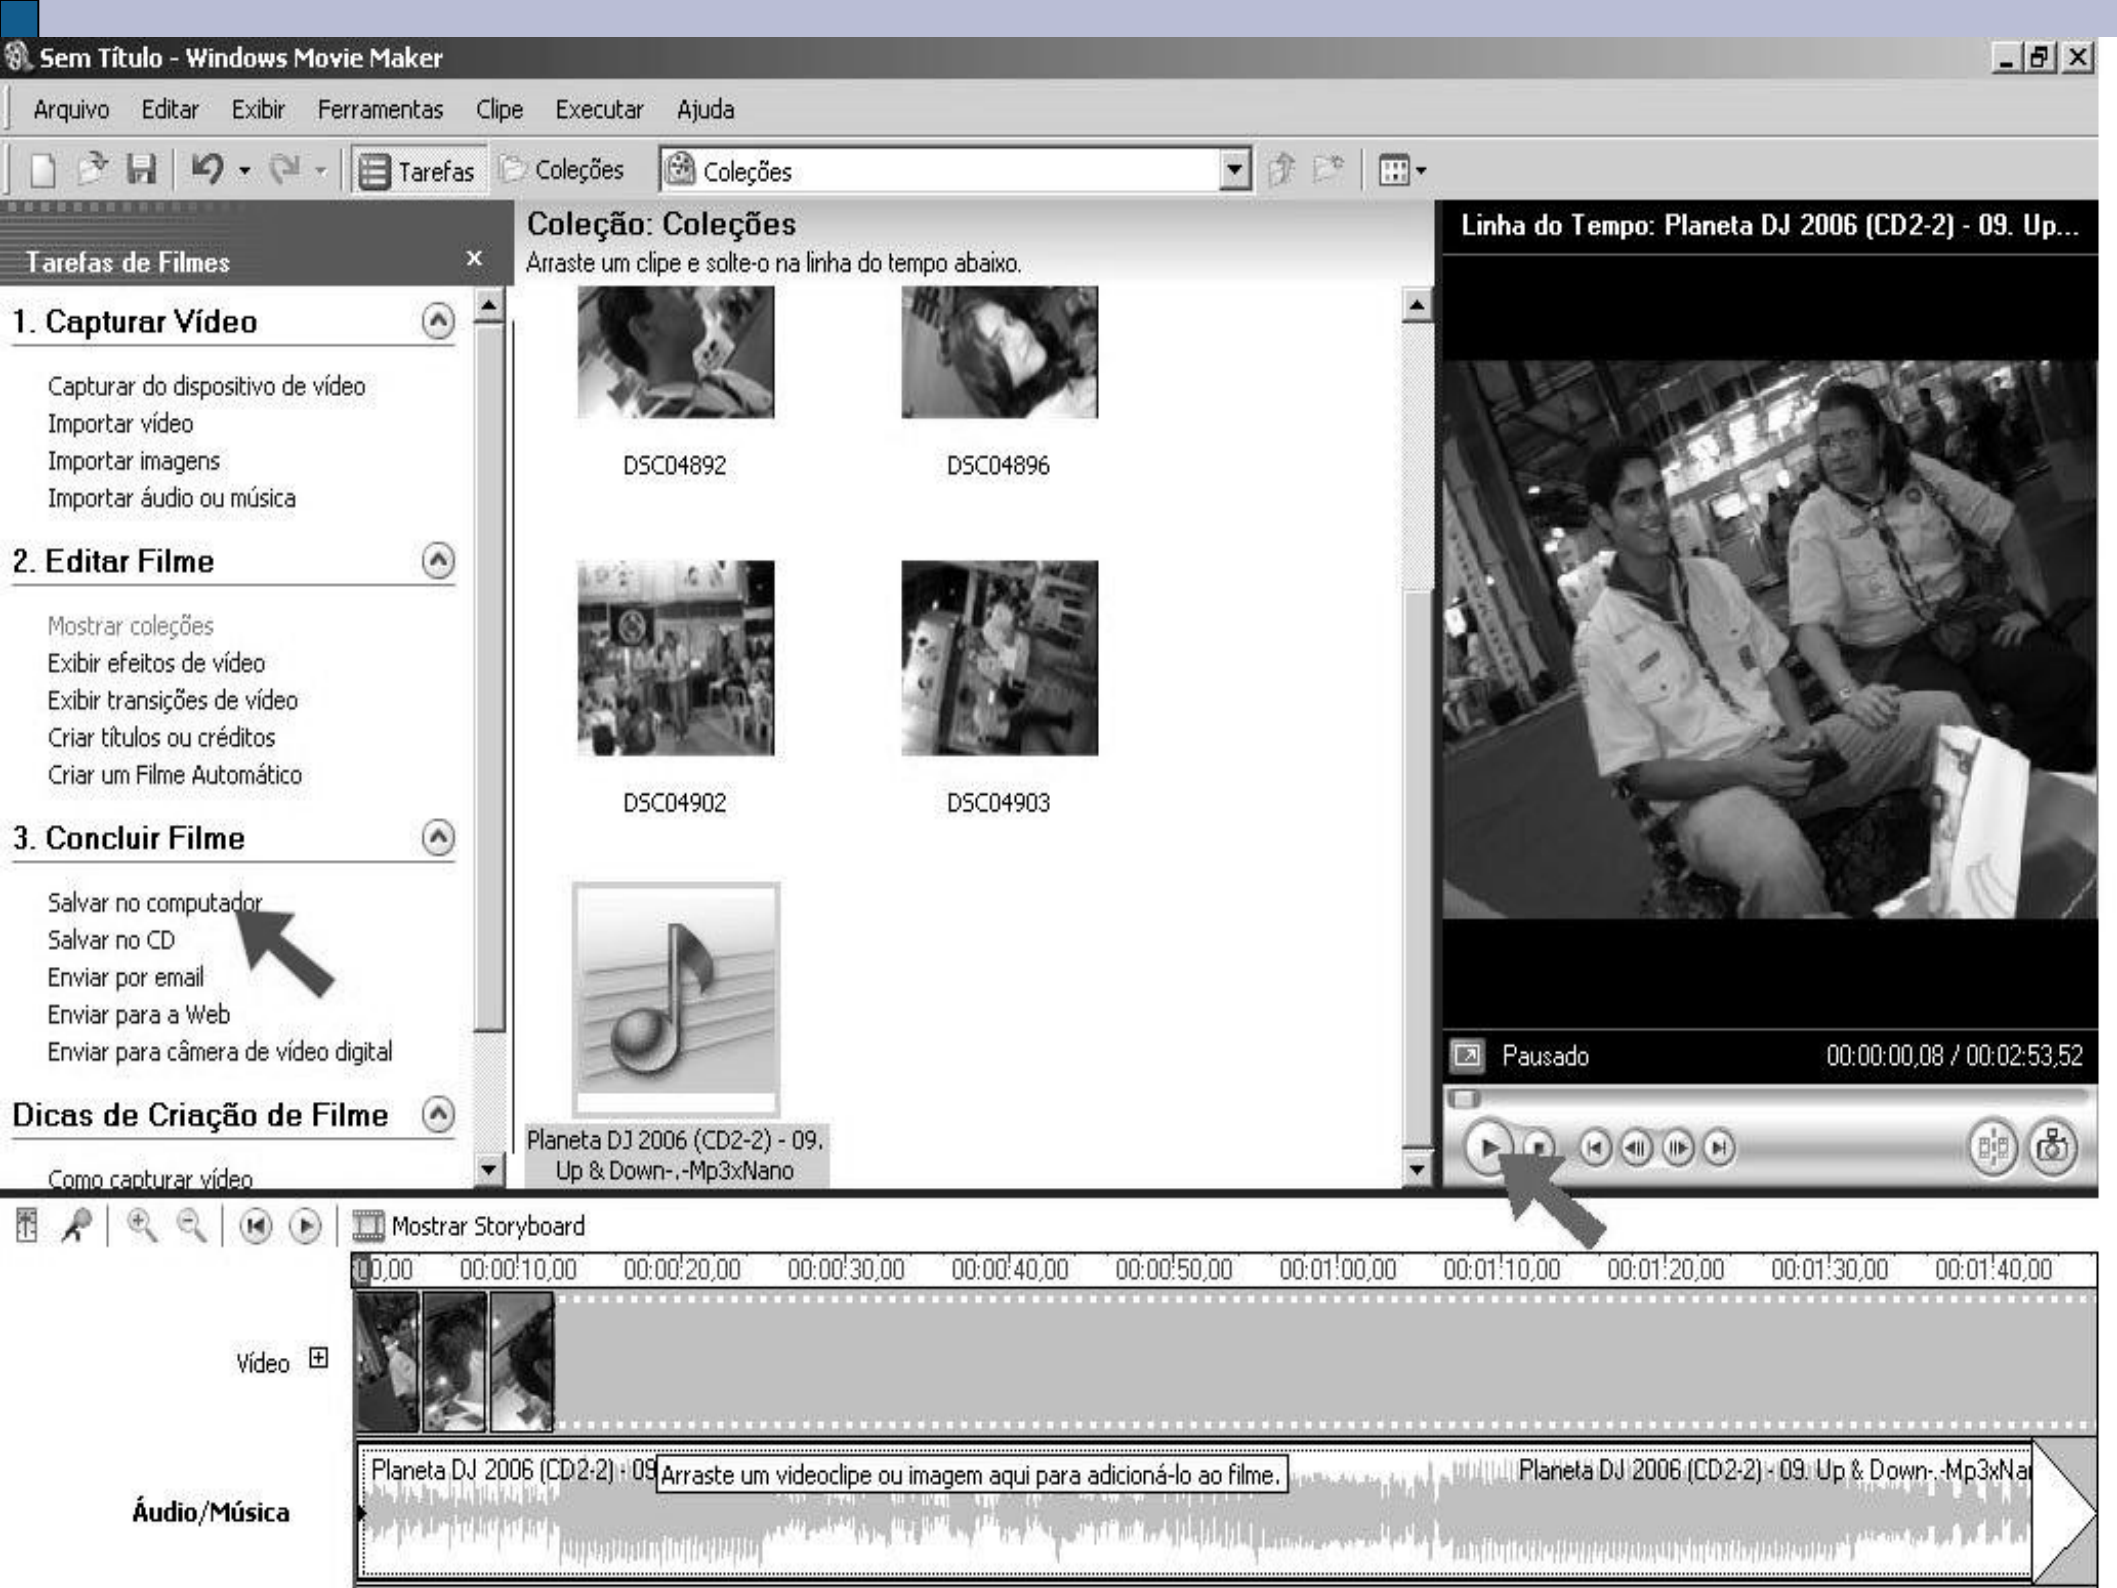 Sem Título - Windows Movie Maker
Arquivo Editar Exibir Ferramentas Clipe Executar Ajuda
Tarefas Coleções Coleções
Tarefas de Filmes x
1. Capturar Vídeo
Capturar do dispositivo de vídeo
Importar vídeo
Importar imagens
Importar áudio ou música
2. Editar Filme
Mostrar coleções
Exibir efeitos de vídeo
Exibir transições de vídeo
Criar títulos ou créditos
Criar um Filme Automático
3. Concluir Filme
Salvar no computador
Salvar no CD
Enviar por email
Enviar para a Web
Enviar para câmera de vídeo digital
Dicas de Criação de Filme
Como capturar vídeo
Coleção: Coleções
Arraste um clipe e solte-o na linha do tempo abaixo.
DSC04892 DSC04896
DSC04902 DSC04903
Planeta DJ 2006 (CD2-2) - 09.
Up & Down-.-Mp3xNano
Linha do Tempo: Planeta DJ 2006 (CD2-2) - 09. Up...
Pausado 00:00:00,08 / 00:02:53,52
Mostrar Storyboard
00,00 00:00:10,00 00:00:20,00 00:00:30,00 00:00:40,00 00:00:50,00 00:01:00,00 00:01:10,00 00:01:20,00 00:01:30,00 00:01:40,00
Vídeo
Planeta DJ 2006 (CD2-2) - 09 Arraste um videoclipe ou imagem aqui para adicioná-lo ao filme. Planeta DJ 2006 (CD2-2) - 09. Up & Down-.-Mp3xNa
Áudio/Música